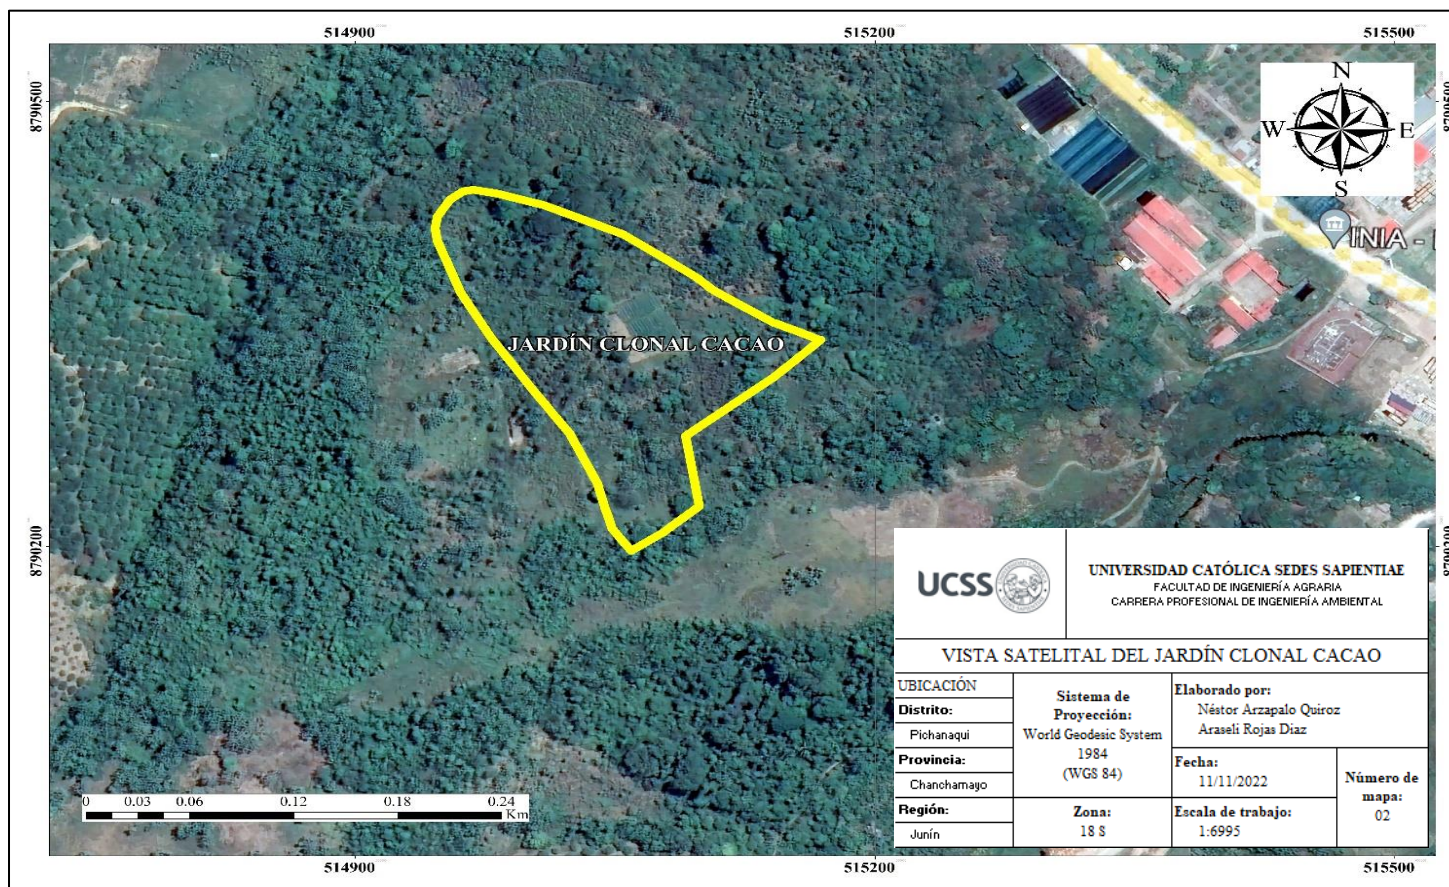 514900 515200 515500
8790500
8790500
N
W E
S
INIA -
JARDÍN CLONAL CACAO
8790200
8790200
UCSS
UNIVERSIDAD CATÓLICA SEDES SAPIENTIAE
FACULTAD DE INGENIERÍA AGRARIA
CARRERA PROFESIONAL DE INGENIERÍA AMBIENTAL
VISTA SATELITAL DEL JARDÍN CLONAL CACAO
UBICACIÓN
Distrito:
Pichanaqui
Provincia:
Chanchamayo
Región:
Junín
Sistema de
Proyección:
World Geodesic System
1984
(WGS 84)
Zona:
18 S
Elaborado por:
Néstor Arzapalo Quiroz
Araseli Rojas Diaz
Fecha:
11/11/2022
Escala de trabajo:
1:6995
Número de
mapa:
02
0 0.03 0.06 0.12 0.18 0.24
Km
514900 515200 515500